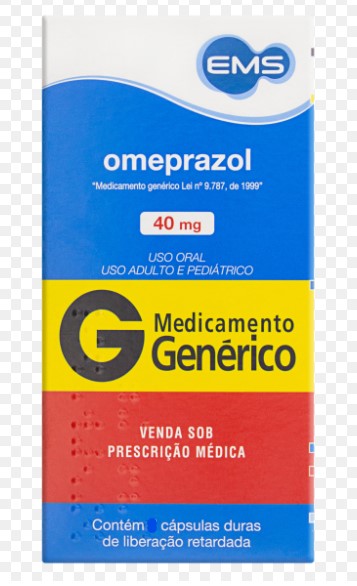 EMS
omeprazol
"Medicamento genérico Lei nº 9.787, de 1999"
40 mg
USO ORAL
USO ADULTO E PEDIÁTRICO
G Medicamento
Genérico
VENDA SOB
PRESCRIÇÃO MÉDICA
Contém cápsulas duras
de liberação retardada